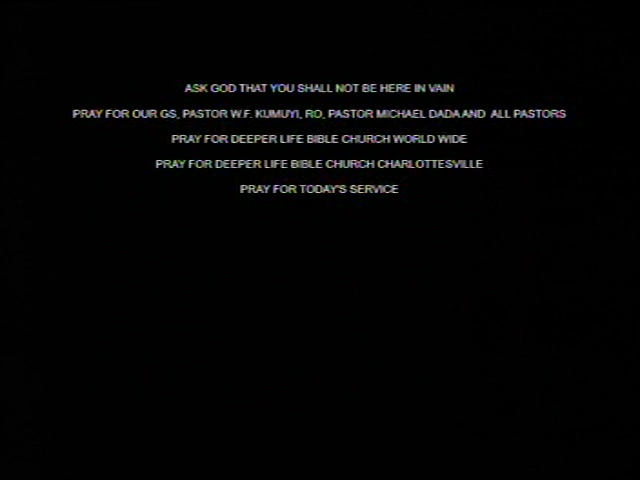 ASK GOD THAT YOU SHALL NOT BE HERE IN VAIN
PRAY FOR OUR GS, PASTOR W.F. KUMUYI, RO, PASTOR MICHAEL DADA AND ALL PASTORS
PRAY FOR DEEPER LIFE BIBLE CHURCH WORLD WIDE
PRAY FOR DEEPER LIFE BIBLE CHURCH CHARLOTTESVILLE
PRAY FOR TODAY'S SERVICE